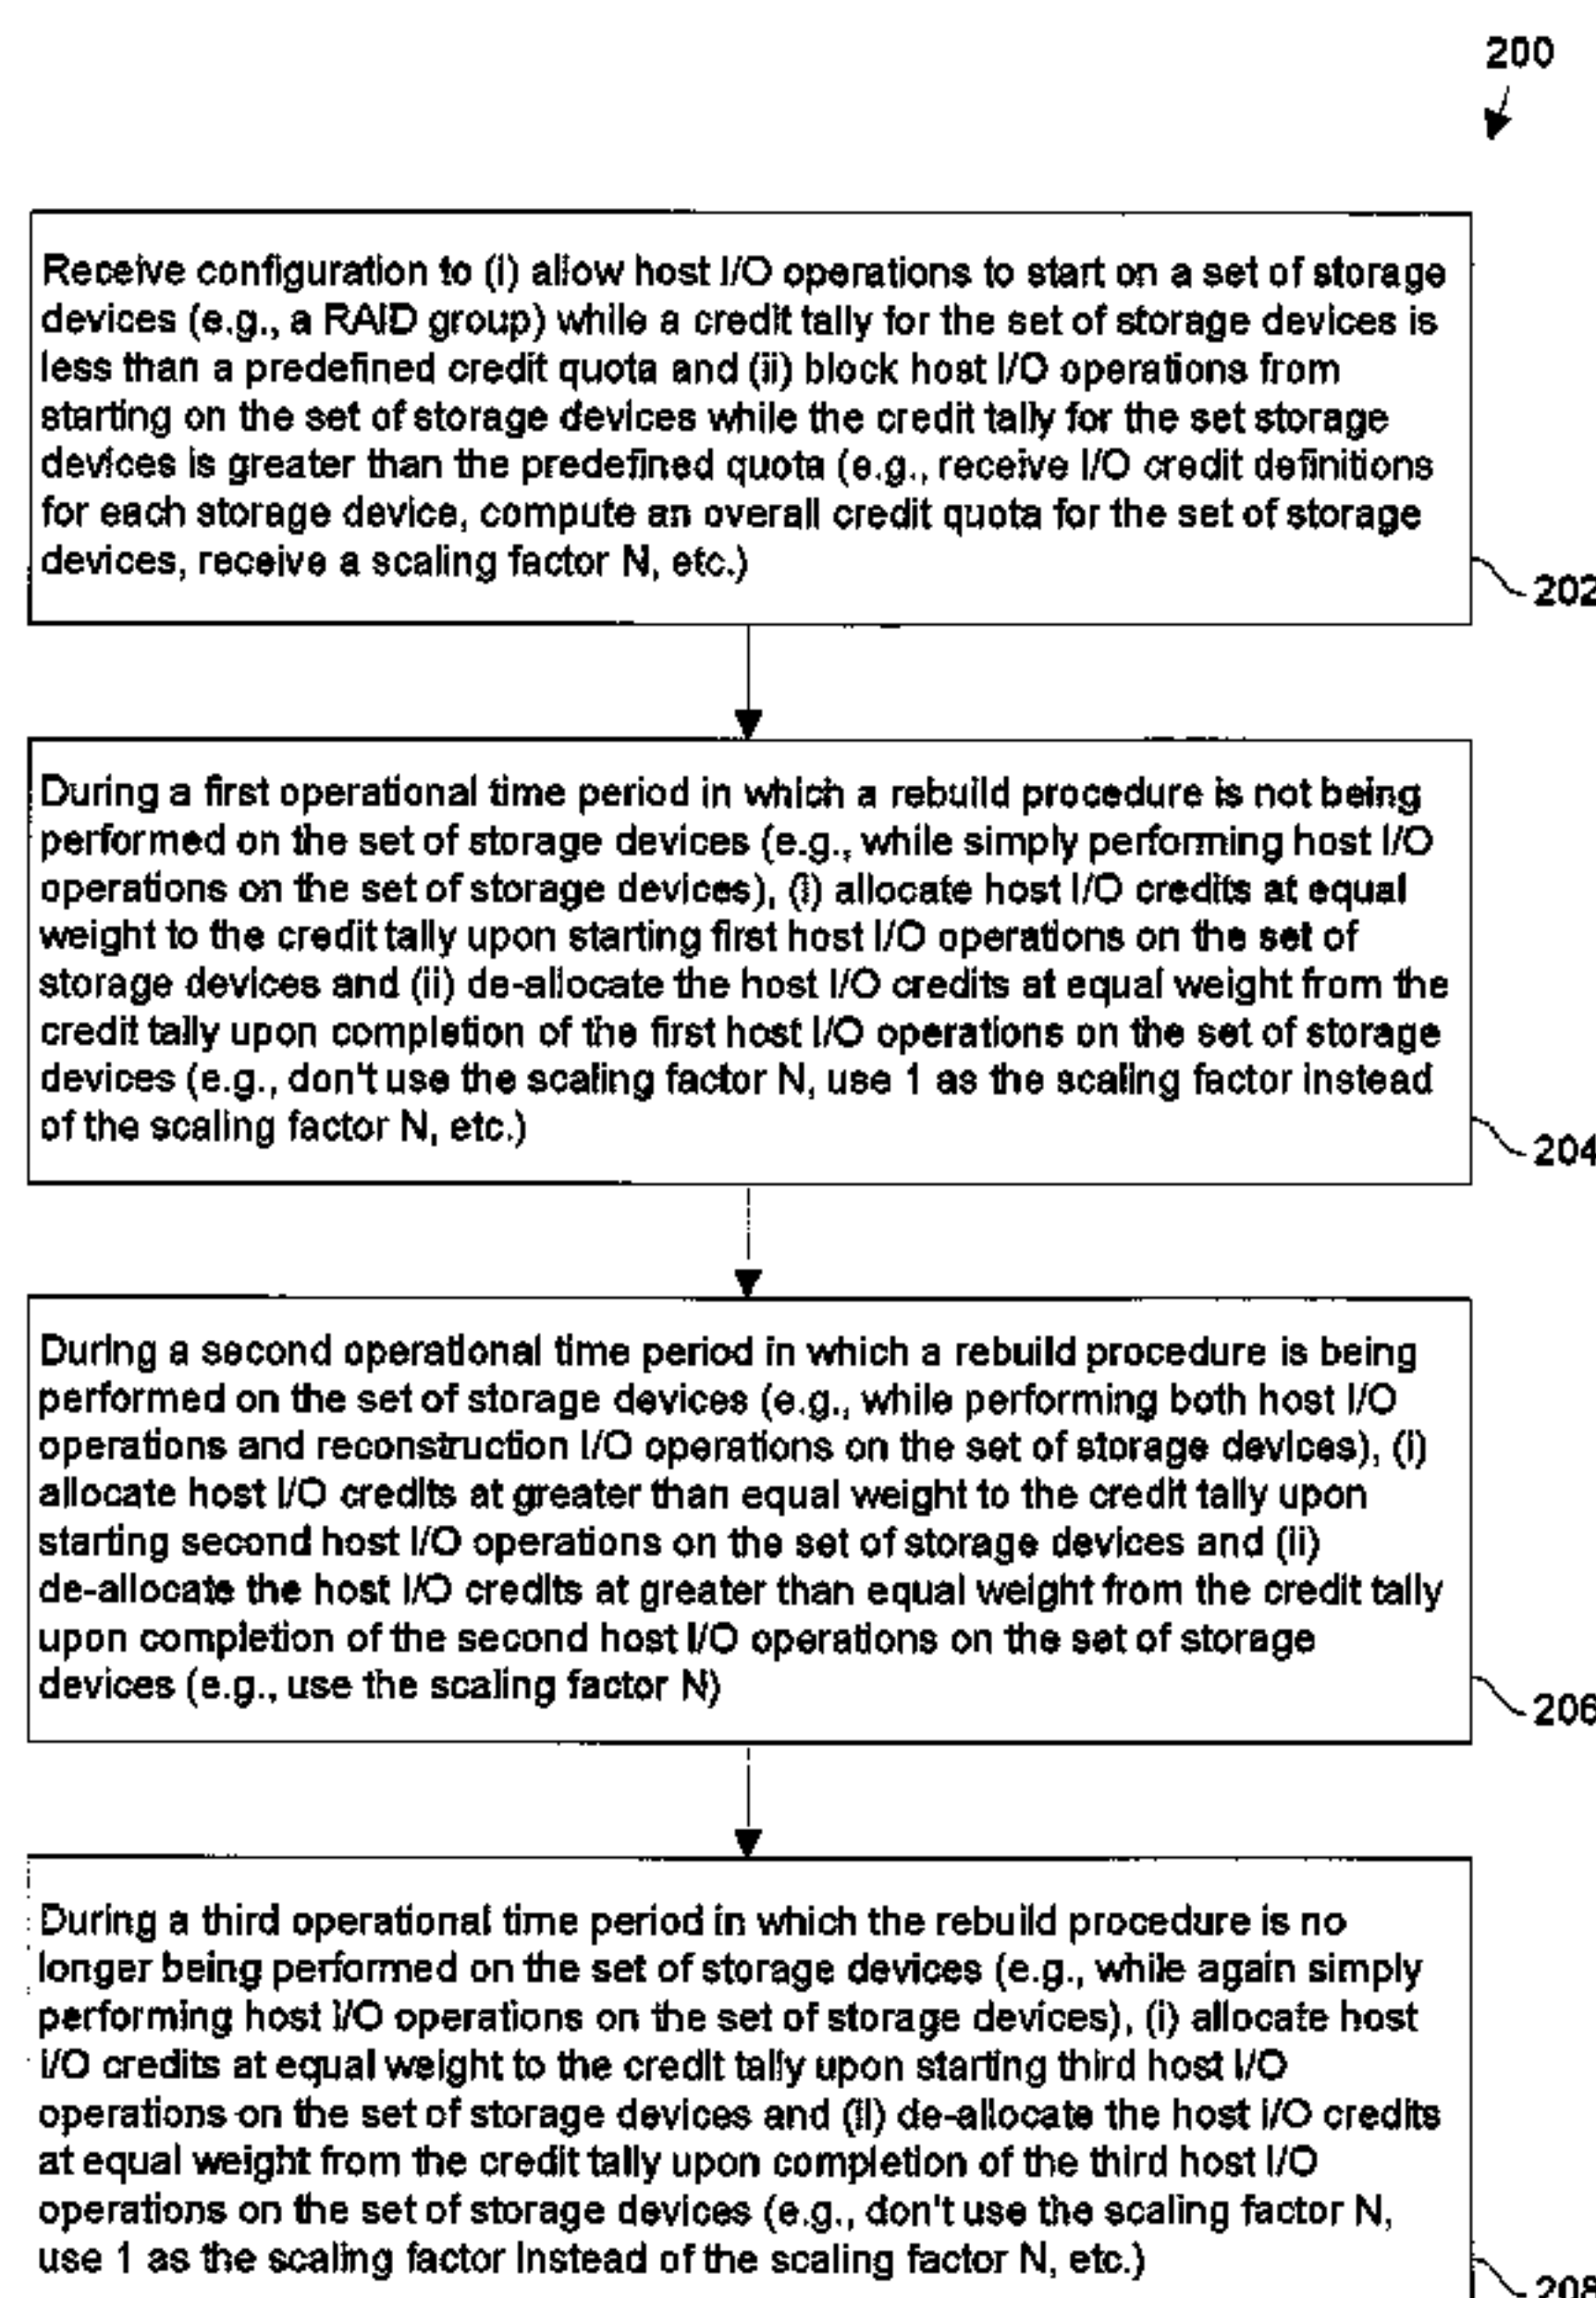 200
Receive configuration to (i) allow host I/O operations to start on a set of storage
devices (e.g., a RAID group) while a credit tally for the set of storage devices is
less than a predefined credit quota and (ii) block host I/O operations from
starting on the set of storage devices while the credit tally for the set storage
devices is greater than the predefined quota (e.g., receive I/O credit definitions
for each storage device, compute an overall credit quota for the set of storage
devices, receive a scaling factor N, etc.)
202
During a first operational time period in which a rebuild procedure is not being
performed on the set of storage devices (e.g., while simply performing host I/O
operations on the set of storage devices), (i) allocate host I/O credits at equal
weight to the credit tally upon starting first host I/O operations on the set of
storage devices and (ii) de-allocate the host I/O credits at equal weight from the
credit tally upon completion of the first host I/O operations on the set of storage
devices (e.g., don't use the scaling factor N, use 1 as the scaling factor instead
of the scaling factor N, etc.)
204
During a second operational time period in which a rebuild procedure is being
performed on the set of storage devices (e.g., while performing both host I/O
operations and reconstruction I/O operations on the set of storage devices), (i)
allocate host I/O credits at greater than equal weight to the credit tally upon
starting second host I/O operations on the set of storage devices and (ii)
de-allocate the host I/O credits at greater than equal weight from the credit tally
upon completion of the second host I/O operations on the set of storage
devices (e.g., use the scaling factor N)
206
During a third operational time period in which the rebuild procedure is no
longer being performed on the set of storage devices (e.g., while again simply
performing host I/O operations on the set of storage devices), (i) allocate host
I/O credits at equal weight to the credit tally upon starting third host I/O
operations on the set of storage devices and (ii) de-allocate the host I/O credits
at equal weight from the credit tally upon completion of the third host I/O
operations on the set of storage devices (e.g., don't use the scaling factor N,
use 1 as the scaling factor instead of the scaling factor N, etc.)
208